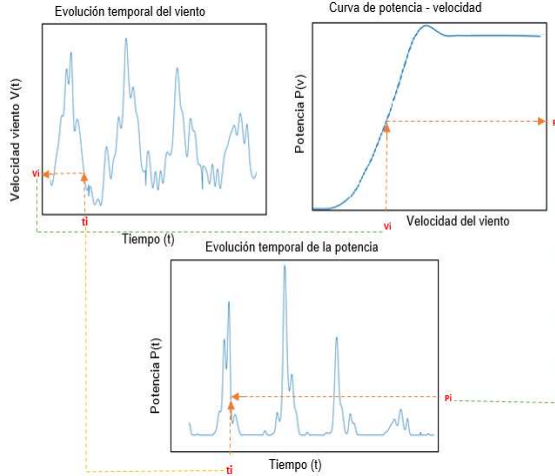 Evolución temporal del viento
Velocidad viento V(t)
Vi
ti
Tiempo (t)
Curva de potencia - velocidad
Potencia P(v)
Vi
Velocidad del viento
Evolución temporal de la potencia
Potencia P(t)
Pi
ti
Tiempo (t)